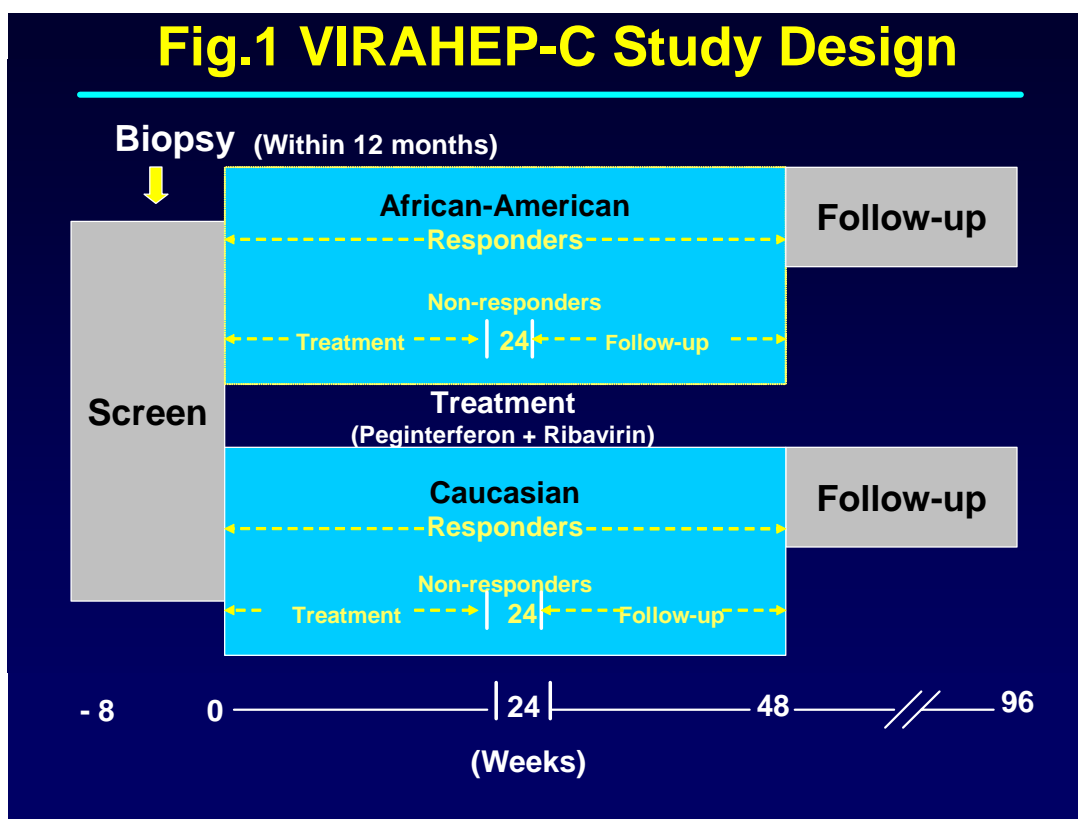 Fig.1 VIRAHEP-C Study Design
Biopsy (Within 12 months)
African-American
Responders
Non-responders
Treatment 24 Follow-up
Follow-up
Screen
Treatment
(Peginterferon + Ribavirin)
Caucasian
Responders
Non-responders
Treatment 24 Follow-up
Follow-up
- 8 0 24 48 96
(Weeks)